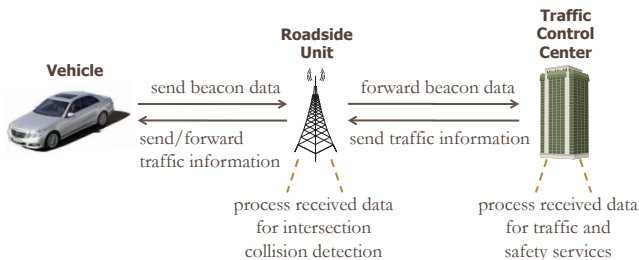 Vehicle
Roadside
Unit
Traffic
Control
Center
send beacon data
send/forward
traffic information
forward beacon data
send traffic information
process received data
for intersection
collision detection
process received data
for traffic and
safety services